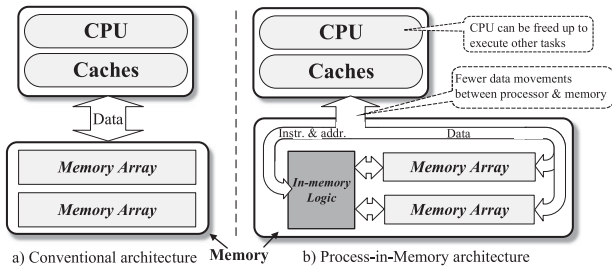 CPU
Caches
Data
Memory Array
Memory Array
a) Conventional architecture
Memory
CPU
Caches
CPU can be freed up to
execute other tasks
Fewer data movements
between processor & memory
Instr. & addr.
Data
In-memory
Logic
Memory Array
Memory Array
b) Process-in-Memory architecture